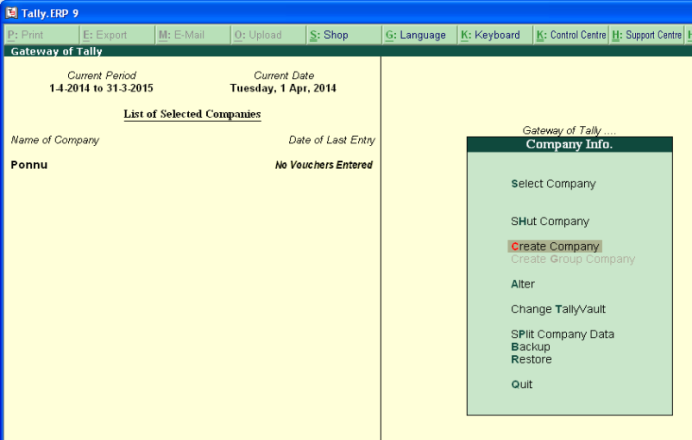 Tally.ERP 9
P: Print E: Export M: E-Mail O: Upload S: Shop G: Language K: Keyboard K: Control Centre H: Support Centre H
Gateway of Tally
Current Period Current Date
1-4-2014 to 31-3-2015 Tuesday, 1 Apr, 2014
List of Selected Companies
Name of Company Date of Last Entry
Ponnu No Vouchers Entered
Gateway of Tally ....
Company Info.
Select Company
SHut Company
Create Company
Create Group Company
Alter
Change TallyVault
SPlit Company Data
Backup
Restore
Quit